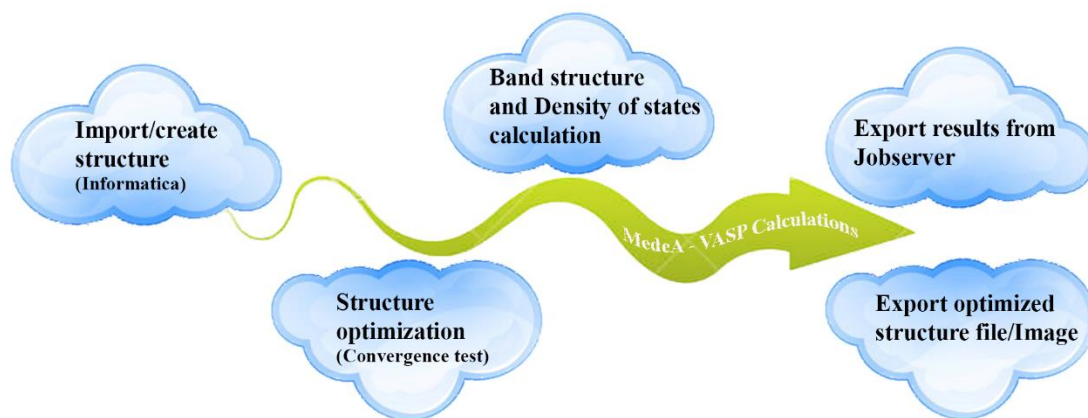 Import/create
structure
(Informatica)
Structure
optimization
(Convergence test)
Band structure
and Density of states
calculation
MedeA - VASP Calculations
Export results from
Jobserver
Export optimized
structure file/Image